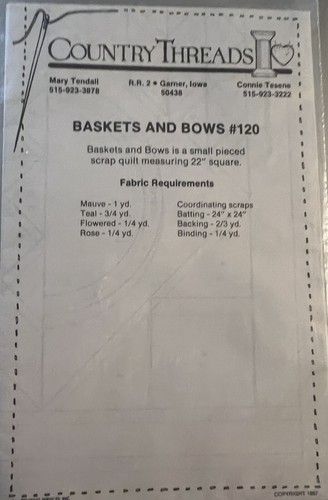 COUNTRY THREADS
Mary Tendall R.R. 2 • Garner, Iowa Connie Tesene
515-923-3878 50438 515-923-3222
BASKETS AND BOWS #120
Baskets and Bows is a small pieced
scrap quilt measuring 22" square.
Fabric Requirements
Mauve - 1 yd. Coordinating scraps
Teal - 3/4 yd. Batting - 24" x 24"
Flowered - 1/4 yd. Backing - 2/3 yd.
Rose - 1/4 yd. Binding - 1/4 yd.
COPYRIGHT